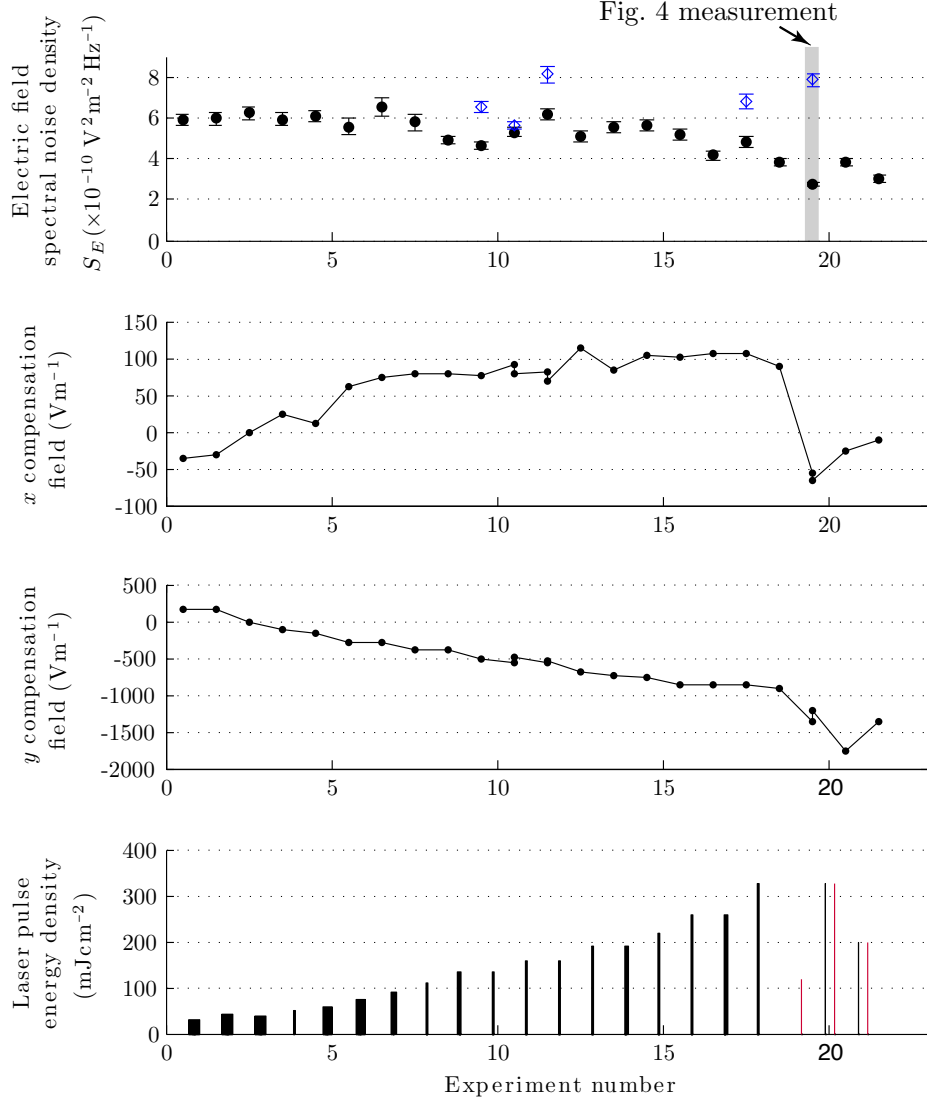 Fig. 4 measurement
Electric field
spectral noise density
S_E (×10⁻¹⁰ V²m⁻²Hz⁻¹)
8
6
4
2
0
0 5 10 15 20
x compensation
field (Vm⁻¹)
150
100
50
0
-50
-100
0 5 10 15 20
y compensation
field (Vm⁻¹)
500
0
-500
-1000
-1500
-2000
0 5 10 15 20
Laser pulse
energy density
(mJcm⁻²)
400
300
200
100
0
0 5 10 15 20
Experiment number